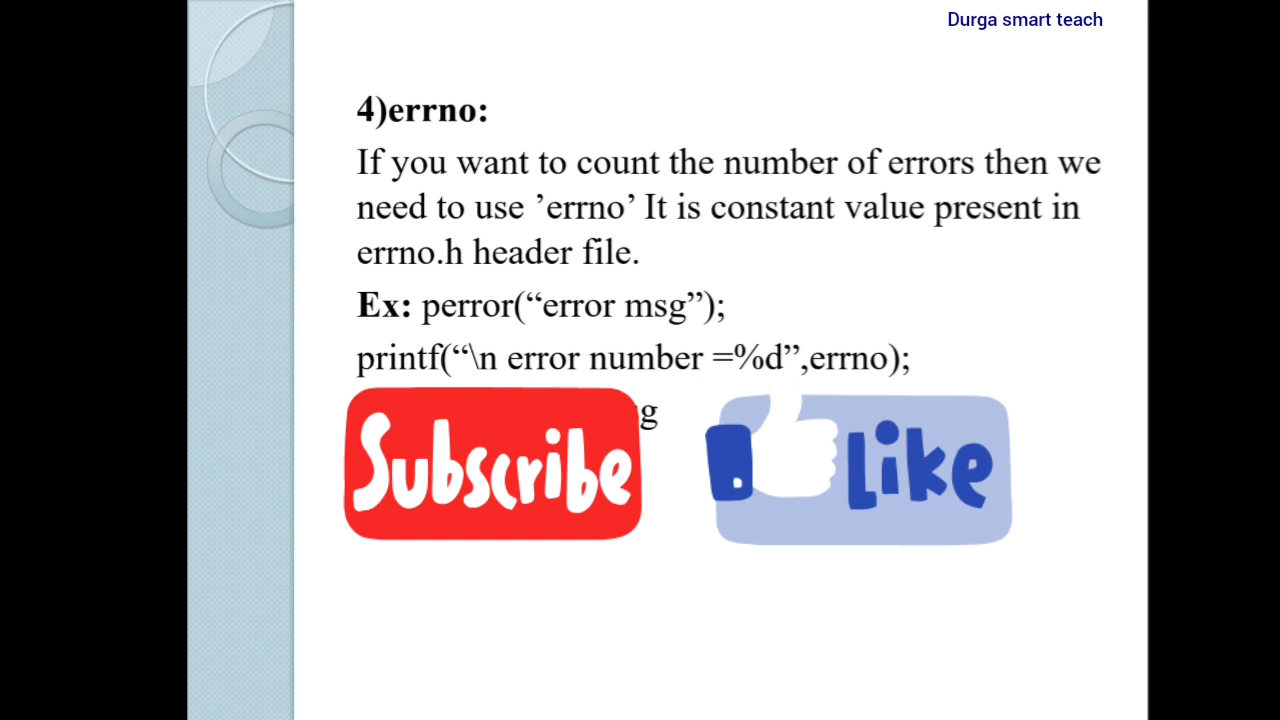 Durga smart teach
4)errno:
If you want to count the number of errors then we
need to use ’errno’ It is constant value present in
errno.h header file.
Ex: perror(“error msg”);
printf(“\n error number =%d”,errno);
Subscribe
Like